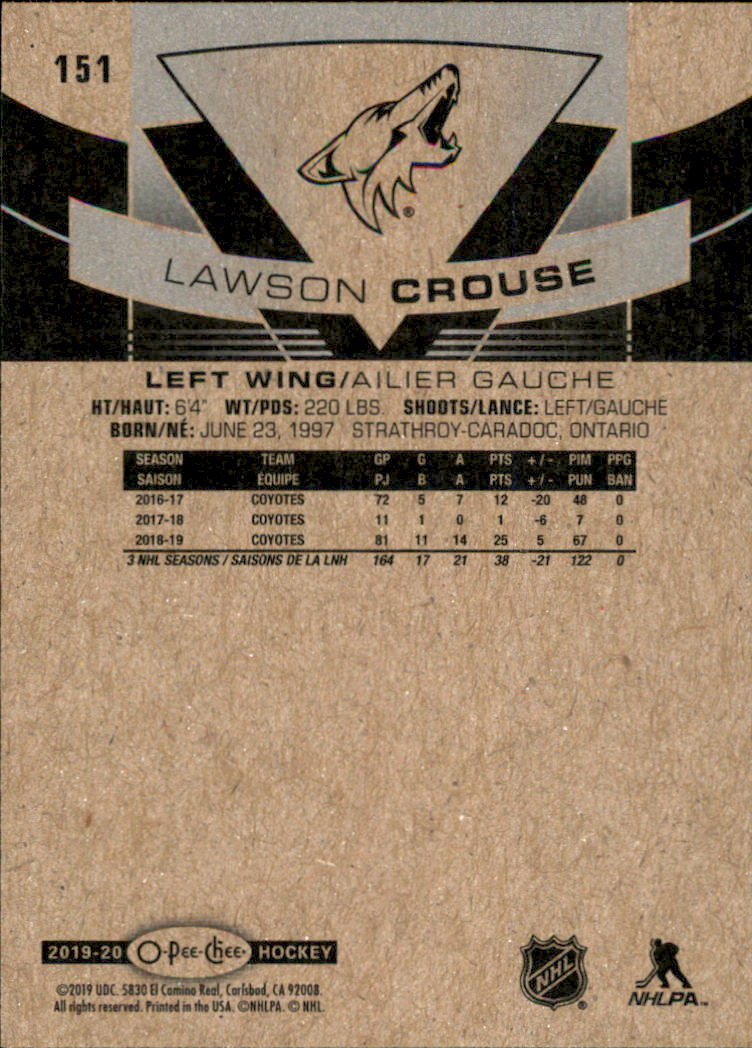 151
®
LAWSON CROUSE
LEFT WING/AILIER GAUCHE
HT/HAUT: 6'4" WT/PDS: 220 LBS. SHOOTS/LANCE: LEFT/GAUCHE
BORN/NÉ: JUNE 23, 1997 STRATHROY-CARADOC, ONTARIO
SEASON TEAM GP G A PTS +/- PIM PPG
SAISON ÉQUIPE PJ B A PTS +/- PUN BAN
2016-17 COYOTES 72 5 7 12 -20 48 0
2017-18 COYOTES 11 1 0 1 -6 7 0
2018-19 COYOTES 81 11 14 25 5 67 0
3 NHL SEASONS / SAISONS DE LA LNH 164 17 21 38 -21 122 0
2019-20 O-Pee-Chee HOCKEY
©2019 UDC. 5830 El Camino Real, Carlsbad, CA 92008.
All rights reserved. Printed in the USA. ©NHLPA. © NHL.
NHL ®
NHLPA™